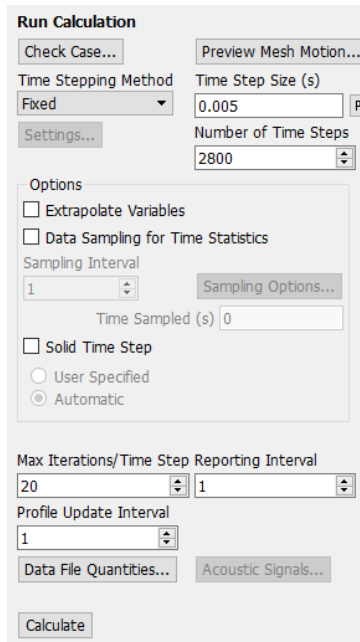 Run Calculation
Check Case... Preview Mesh Motion...
Time Stepping Method Time Step Size (s)
Fixed 0.005 P
Settings... Number of Time Steps
2800
Options
Extrapolate Variables
Data Sampling for Time Statistics
Sampling Interval
1 Sampling Options...
Time Sampled (s) 0
Solid Time Step
User Specified
Automatic
Max Iterations/Time Step Reporting Interval
20 1
Profile Update Interval
1
Data File Quantities... Acoustic Signals...
Calculate